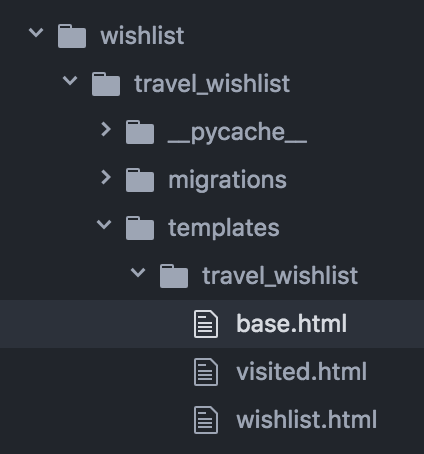 wishlist
travel_wishlist
__pycache__
migrations
templates
travel_wishlist
base.html
visited.html
wishlist.html